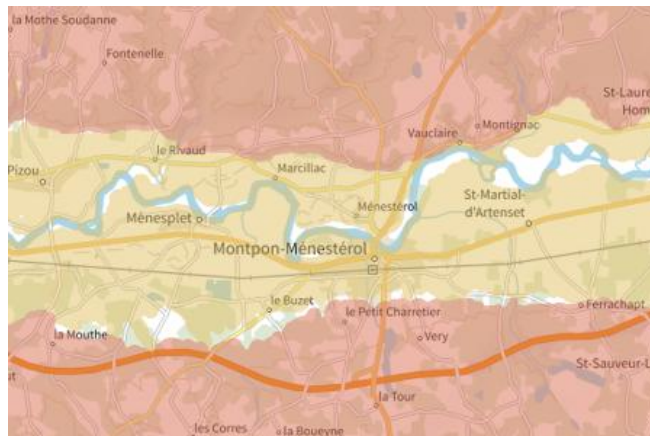 la Mothe Soudanne
Fontenelle
St-Laure
Hom
Vauclaire
Montignac
le Rivaud
Marcillac
Pizou
Ménestérol
St-Martial-
d'Artenset
Ménesplet
Montpon-Ménestérol
le Buzet
Ferrachapt
le Petit Charretier
la Mouthe
Very
St-Sauveur-L
ut
la Tour
les Corres
la Boueyne